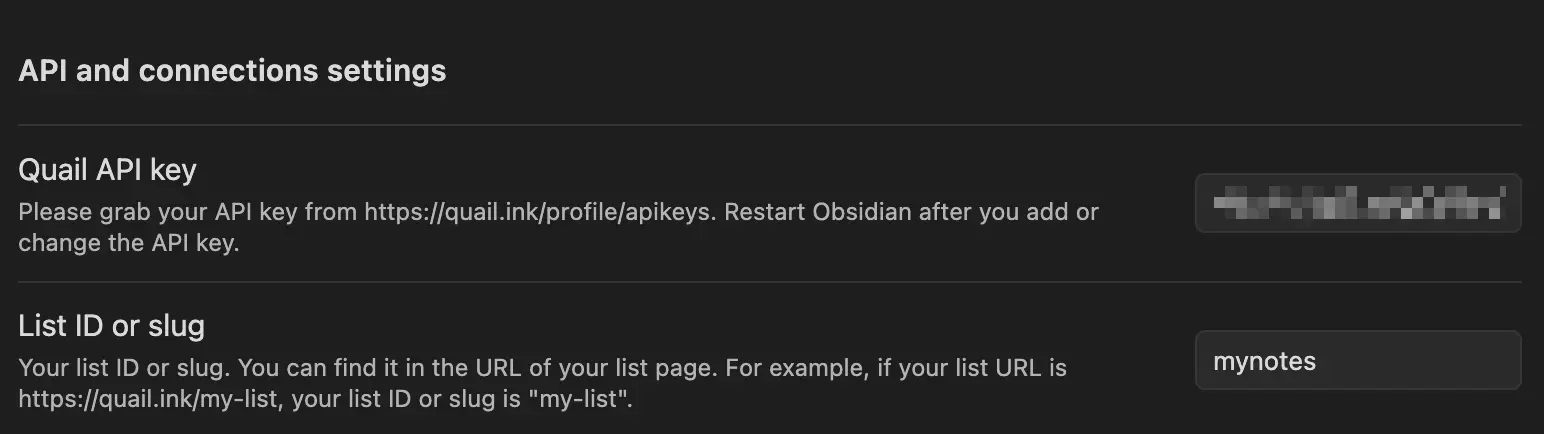 API and connections settings
Quail API key
Please grab your API key from https://quail.ink/profile/apikeys. Restart Obsidian after you add or
change the API key.
List ID or slug
Your list ID or slug. You can find it in the URL of your list page. For example, if your list URL is
https://quail.ink/my-list, your list ID or slug is "my-list".
mynotes